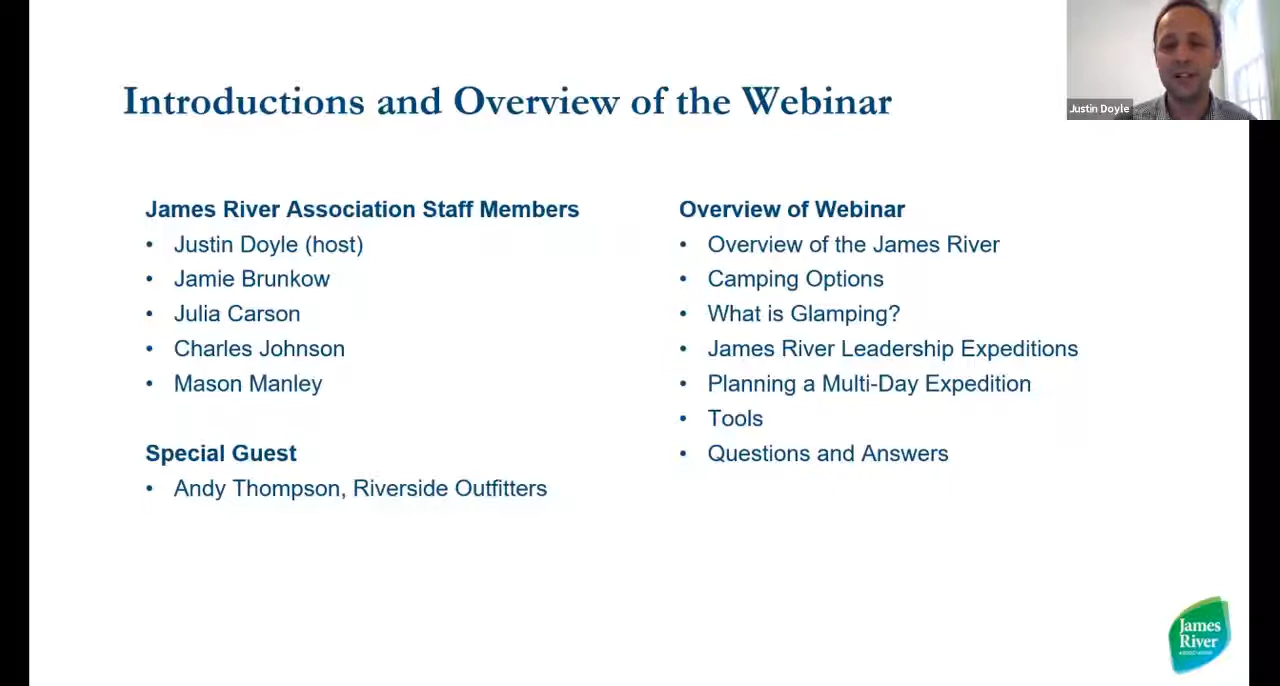 Introductions and Overview of the Webinar
Justin Doyle
James River Association Staff Members
• Justin Doyle (host)
• Jamie Brunkow
• Julia Carson
• Charles Johnson
• Mason Manley
Special Guest
• Andy Thompson, Riverside Outfitters
Overview of Webinar
• Overview of the James River
• Camping Options
• What is Glamping?
• James River Leadership Expeditions
• Planning a Multi-Day Expedition
• Tools
• Questions and Answers
James
River
ASSOCIATION